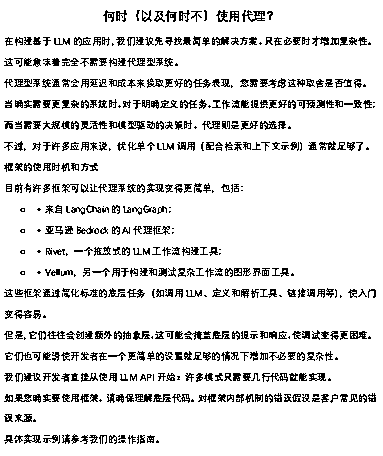 何时（以及何时不）使用代理？
在构建基于 LLM 的应用时，我们建议先寻找最简单的解决方案，只在必要时才增加复杂性。
这可能意味着完全不需要构建代理型系统。
代理型系统通常会用延迟和成本来换取更好的任务表现，您需要考虑这种取舍是否值得。
当确实需要更复杂的系统时，对于明确定义的任务，工作流能提供更好的可预测性和一致性；
而当需要大规模的灵活性和模型驱动的决策时，代理则是更好的选择。
不过，对于许多应用来说，优化单个 LLM 调用（配合检索和上下文示例）通常就足够了。
框架的使用时机和方式
目前有许多框架可以让代理系统的实现变得更简单，包括：
o + 来自 LangChain 的 LangGraph；
o + 亚马逊 Bedrock 的 AI 代理框架；
o + Rivet，一个拖放式的 LLM 工作流构建工具；
o + Vellum，另一个用于构建和测试复杂工作流的图形界面工具。
这些框架通过简化标准的底层任务（如调用 LLM、定义和解析工具、链接调用等），使入门
变得容易。
但是，它们往往会创建额外的抽象层，这可能会掩盖底层的提示和响应，使调试变得更困难。
它们也可能诱使开发者在一个更简单的设置就足够的情况下增加不必要的复杂性。
我们建议开发者直接从使用 LLM API 开始：许多模式只需要几行代码就能实现。
如果您确实要使用框架，请确保理解底层代码。对框架内部机制的错误假设是客户常见的错
误来源。
具体实现示例请参考我们的操作指南。